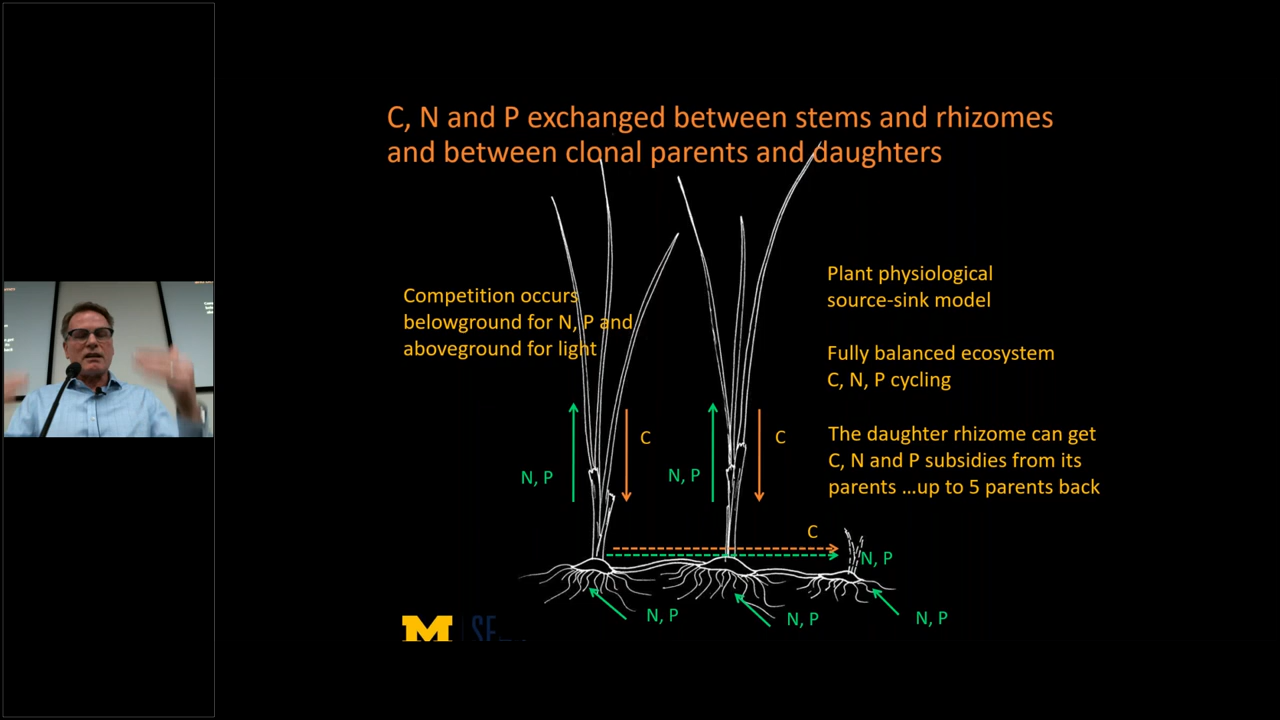 C, N and P exchanged between stems and rhizomes
and between clonal parents and daughters
Competition occurs
belowground for N, P and
aboveground for light
Plant physiological
source-sink model
Fully balanced ecosystem
C, N, P cycling
The daughter rhizome can get
C, N and P subsidies from its
parents ...up to 5 parents back
N, P
C
N, P
C
C
N, P
N, P
N, P
N, P
M